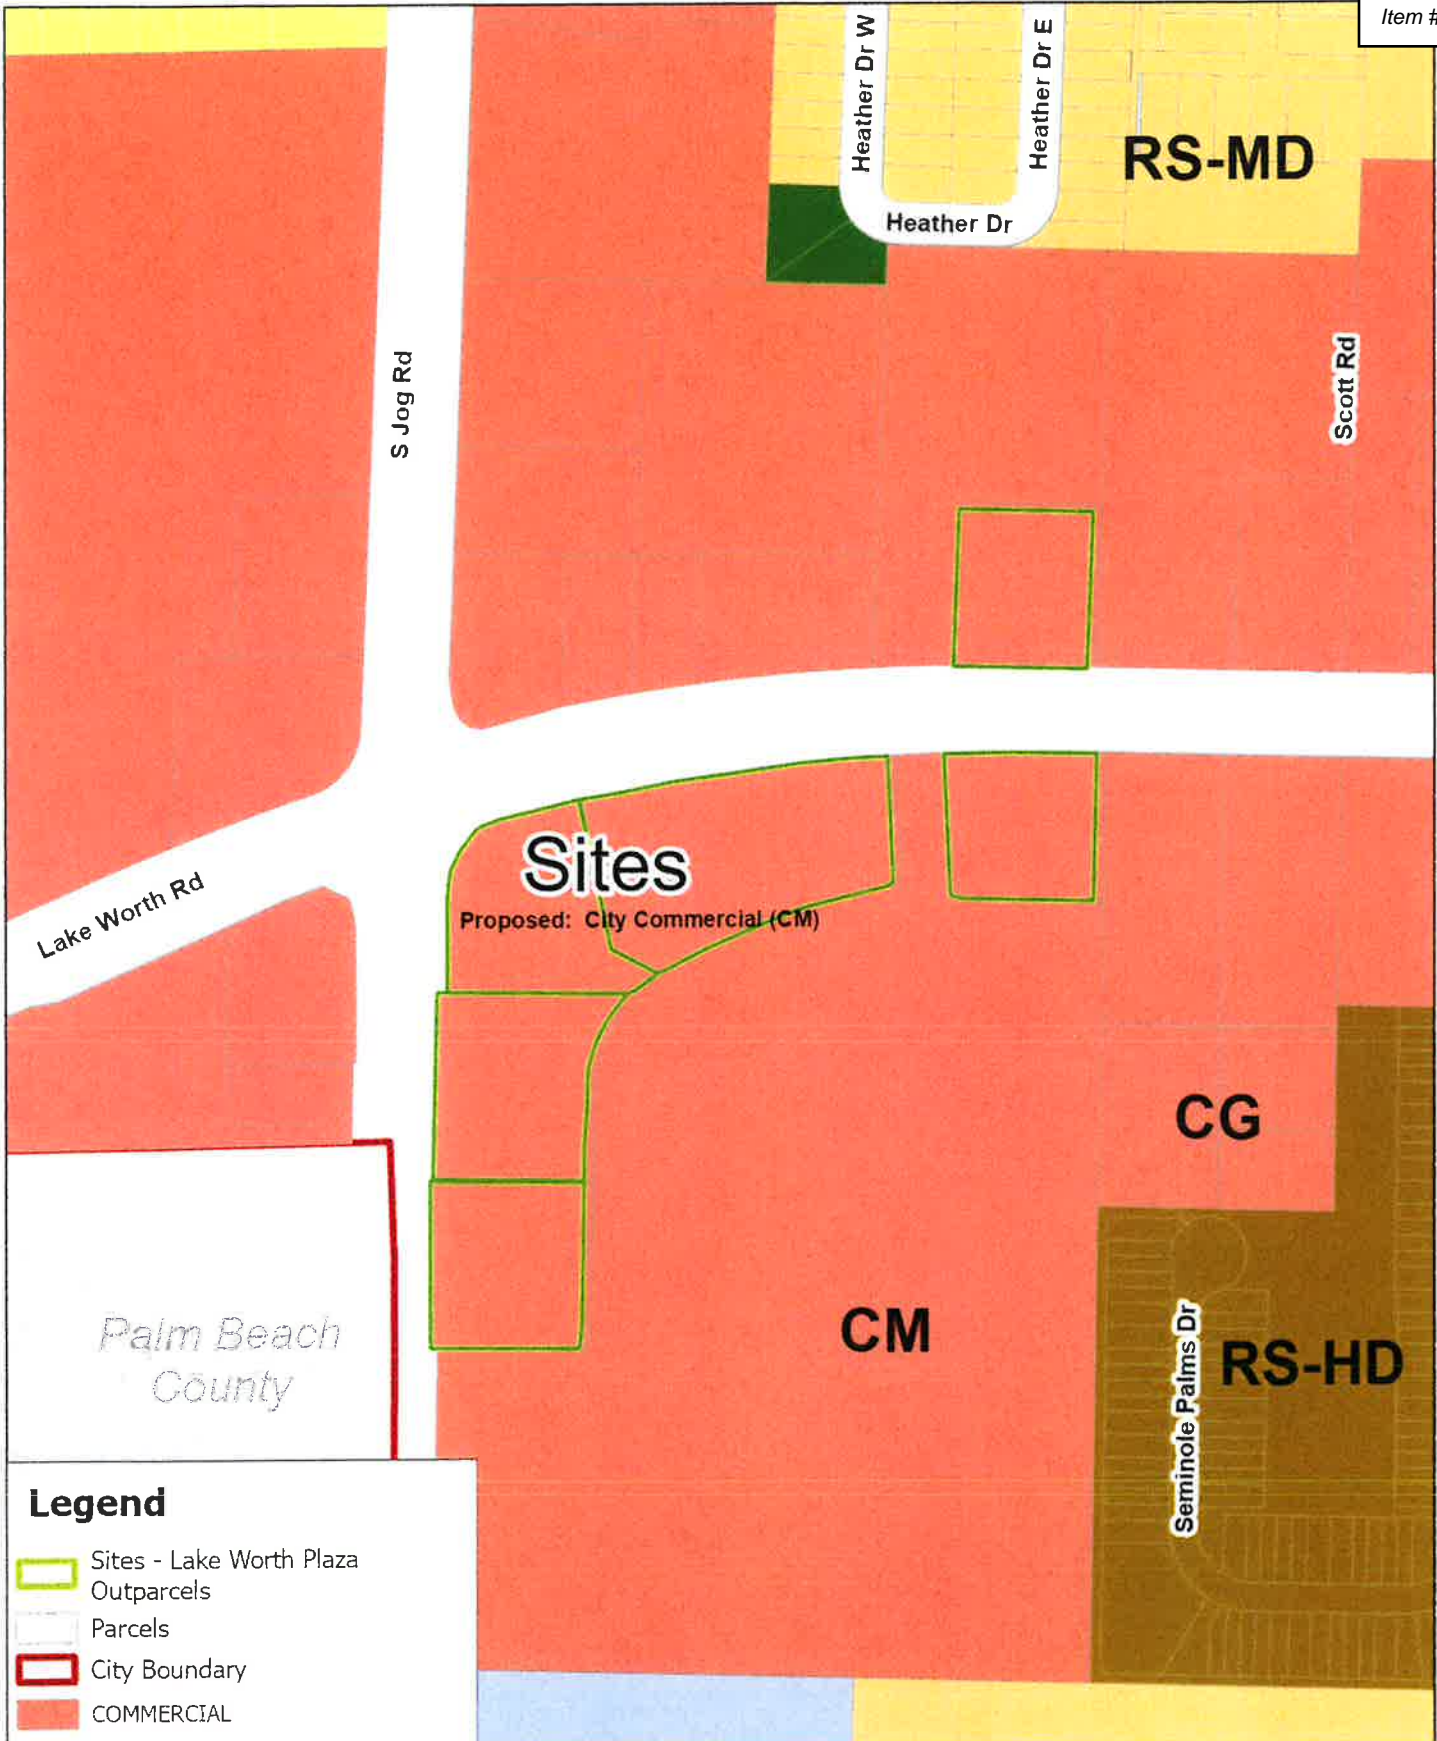 Item #
Heather Dr W
Heather Dr E
RS-MD
Heather Dr
S Jog Rd
Scott Rd
Sites
Proposed: City Commercial (CM)
Lake Worth Rd
CG
Palm Beach
County
CM
RS-HD
Seminole Palms Dr
Legend
Sites - Lake Worth Plaza
Outparcels
Parcels
City Boundary
COMMERCIAL